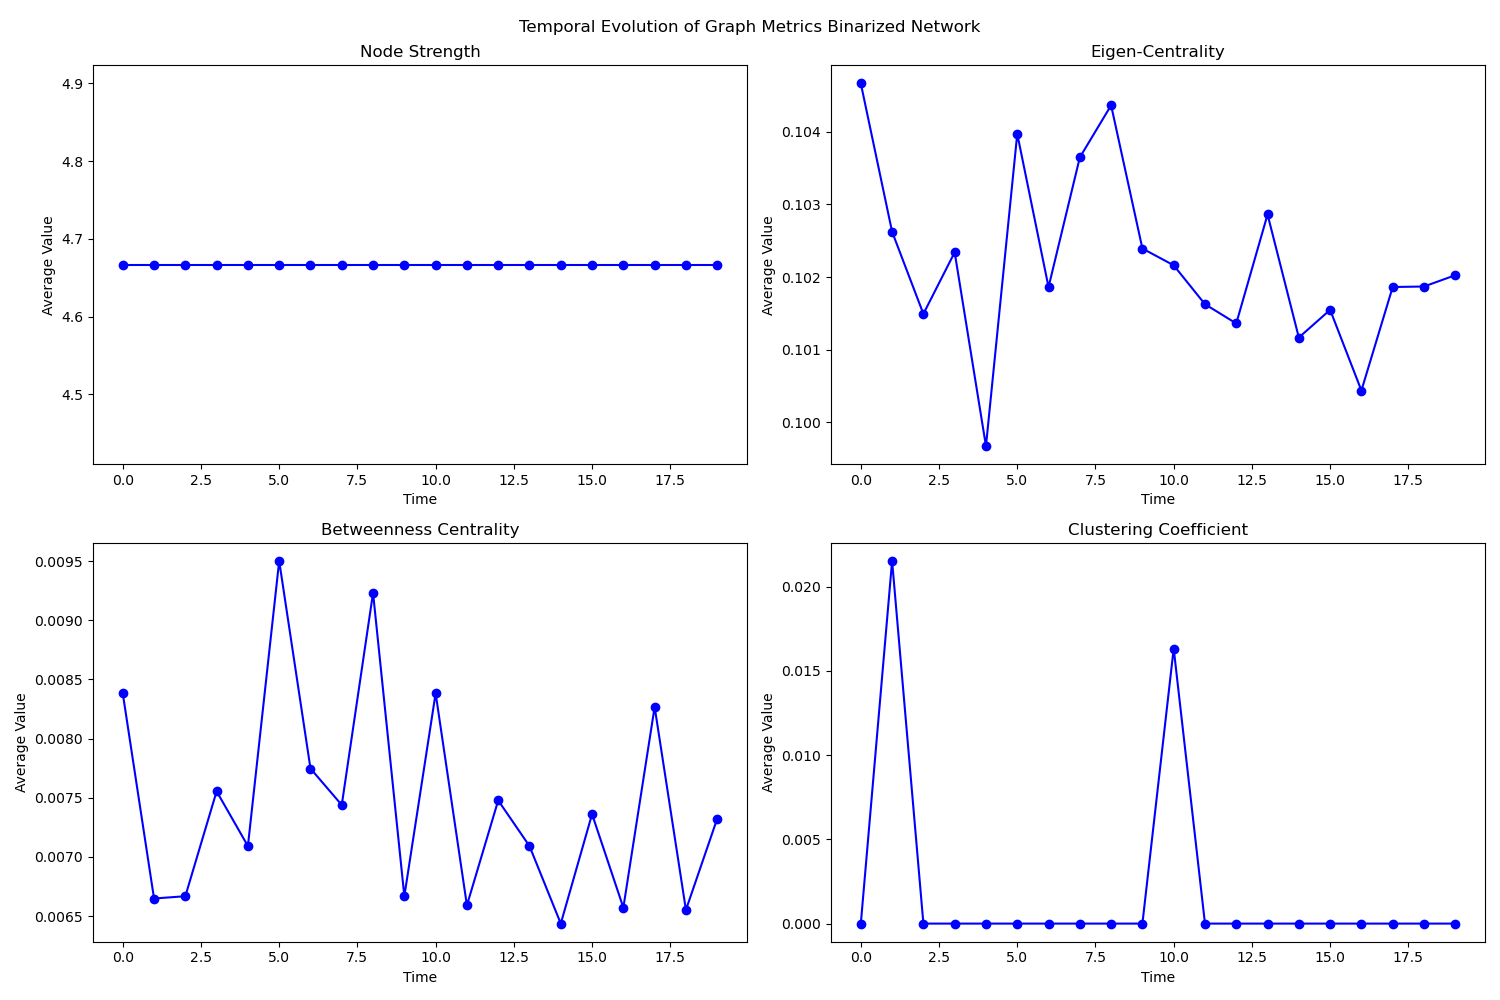 Temporal Evolution of Graph Metrics Binarized Network
Node Strength
4.9
4.8
4.7
4.6
4.5
Average Value
0.0 2.5 5.0 7.5 10.0 12.5 15.0 17.5
Time
Eigen-Centrality
0.104
0.103
0.102
0.101
0.100
Average Value
0.0 2.5 5.0 7.5 10.0 12.5 15.0 17.5
Time
Betweenness Centrality
0.0095
0.0090
0.0085
0.0080
0.0075
0.0070
0.0065
Average Value
0.0 2.5 5.0 7.5 10.0 12.5 15.0 17.5
Time
Clustering Coefficient
0.020
0.015
0.010
0.005
0.000
Average Value
0.0 2.5 5.0 7.5 10.0 12.5 15.0 17.5
Time